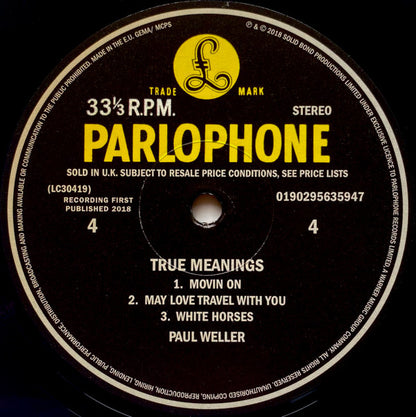 ℗ & © 2018 SOLID BOND PRODUCTIONS LIMITED UNDER EXCLUSIVE LICENCE TO PARLOPHONE RECORDS LIMITED, A WARNER MUSIC GROUP COMPANY. ALL RIGHTS RESERVED. UNAUTHORISED COPYING, REPRODUCTION, HIRING, LENDING, PUBLIC PERFORMANCE, DISTRIBUTION, BROADCASTING AND MAKING AVAILABLE OR COMMUNICATION TO THE PUBLIC PROHIBITED. MADE IN THE E.U. GEMA/ MCPS
£
TRADE MARK
33⅓ R.P.M. STEREO
PARLOPHONE
SOLD IN U.K. SUBJECT TO RESALE PRICE CONDITIONS, SEE PRICE LISTS
(LC30419)
RECORDING FIRST 0190295635947
PUBLISHED 2018
4 4
TRUE MEANINGS
1. MOVIN ON
2. MAY LOVE TRAVEL WITH YOU
3. WHITE HORSES
PAUL WELLER